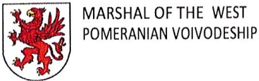 MARSHAL OF THE WEST
POMERANIAN VOIVODESHIP